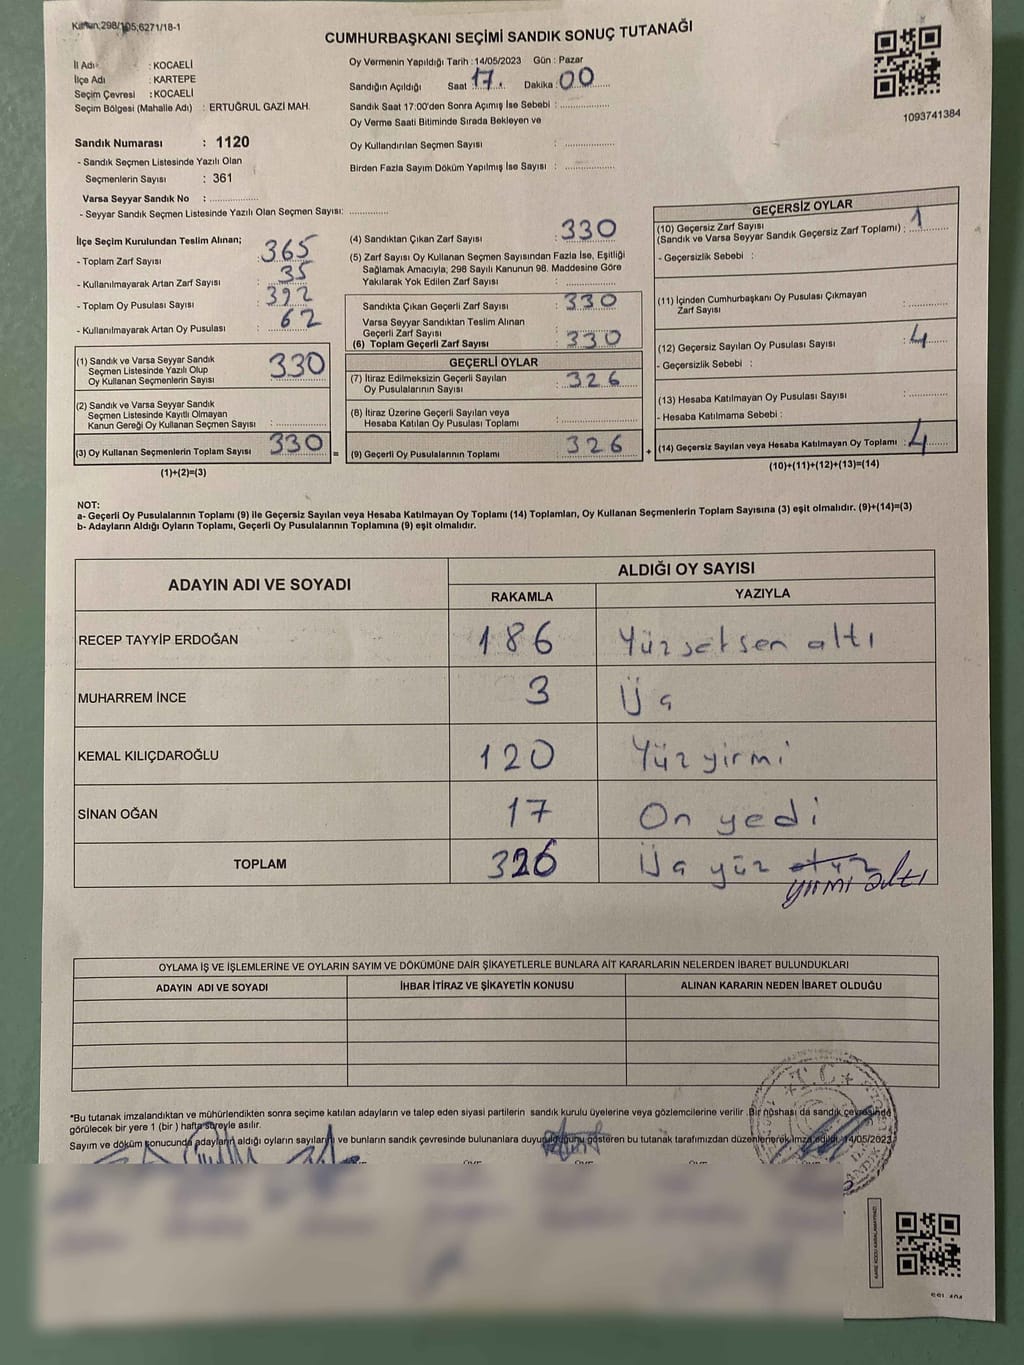 Kanun;298/105;6271/18-1
CUMHURBAŞKANI SEÇİMİ SANDIK SONUÇ TUTANAĞI
1093741384
İl Adı : KOCAELİ
İlçe Adı : KARTEPE
Seçim Çevresi : KOCAELİ
Seçim Bölgesi (Mahalle Adı) : ERTUĞRUL GAZİ MAH.
Oy Vermenin Yapıldığı Tarih : 14/05/2023 Gün : Pazar
Sandığın Açıldığı Saat 17. Dakika : 00
Sandık Saat 17:00'den Sonra Açımış İse Sebebi :
Oy Verme Saati Bitiminde Sırada Bekleyen ve
Oy Kullandırılan Seçmen Sayısı :
Birden Fazla Sayım Döküm Yapılmış İse Sayısı :
Sandık Numarası : 1120
- Sandık Seçmen Listesinde Yazılı Olan
Seçmenlerin Sayısı : 361
Varsa Seyyar Sandık No :
- Seyyar Sandık Seçmen Listesinde Yazılı Olan Seçmen Sayısı:
İlçe Seçim Kurulundan Teslim Alınan;
- Toplam Zarf Sayısı : 365
- Kullanılmayarak Artan Zarf Sayısı : 35
- Toplam Oy Pusulası Sayısı : 392
- Kullanılmayarak Artan Oy Pusulası : 62
(1) Sandık ve Varsa Seyyar Sandık
Seçmen Listesinde Yazılı Olup
Oy Kullanan Seçmenlerin Sayısı : 330
(2) Sandık ve Varsa Seyyar Sandık
Seçmen Listesinde Kayıtlı Olmayan
Kanun Gereği Oy Kullanan Seçmen Sayısı :
(3) Oy Kullanan Seçmenlerin Toplam Sayısı 330
(1)+(2)=(3)
(4) Sandıktan Çıkan Zarf Sayısı : 330
(5) Zarf Sayısı Oy Kullanan Seçmen Sayısından Fazla İse, Eşitliği
Sağlamak Amacıyla; 298 Sayılı Kanunun 98. Maddesine Göre
Yakılarak Yok Edilen Zarf Sayısı :
Sandıkta Çıkan Geçerli Zarf Sayısı : 330
Varsa Seyyar Sandıktan Teslim Alınan
Geçerli Zarf Sayısı :
(6) Toplam Geçerli Zarf Sayısı : 330
GEÇERLİ OYLAR
(7) İtiraz Edilmeksizin Geçerli Sayılan
Oy Pusulalarının Sayısı : 326
(8) İtiraz Üzerine Geçerli Sayılan veya
Hesaba Katılan Oy Pusulası Toplamı :
= (9) Geçerli Oy Pusulalarının Toplamı : 326
GEÇERSİZ OYLAR
(10) Geçersiz Zarf Sayısı
(Sandık ve Varsa Seyyar Sandık Geçersiz Zarf Toplamı) : 1
- Geçersizlik Sebebi :
(11) İçinden Cumhurbaşkanı Oy Pusulası Çıkmayan
Zarf Sayısı :
(12) Geçersiz Sayılan Oy Pusulası Sayısı : 4
- Geçersizlik Sebebi :
(13) Hesaba Katılmayan Oy Pusulası Sayısı :
- Hesaba Katılmama Sebebi :
+ (14) Geçersiz Sayılan veya Hesaba Katılmayan Oy Toplamı : 4
(10)+(11)+(12)+(13)=(14)
NOT:
a- Geçerli Oy Pusulalarının Toplamı (9) ile Geçersiz Sayılan veya Hesaba Katılmayan Oy Toplamı (14) Toplamları, Oy Kullanan Seçmenlerin Toplam Sayısına (3) eşit olmalıdır. (9)+(14)=(3)
b- Adayların Aldığı Oyların Toplamı, Geçerli Oy Pusulalarının Toplamına (9) eşit olmalıdır.
ADAYIN ADI VE SOYADI
ALDIĞI OY SAYISI
RAKAMLA YAZIYLA
RECEP TAYYİP ERDOĞAN 186 Yüzseksen altı
MUHARREM İNCE 3 Üç
KEMAL KILIÇDAROĞLU 120 Yüzyirmi
SİNAN OĞAN 17 On yedi
TOPLAM 326 Üç yüz otuz
yirmi altı
OYLAMA İŞ VE İŞLEMLERİNE VE OYLARIN SAYIM VE DÖKÜMÜNE DAİR ŞİKAYETLERLE BUNLARA AİT KARARLARIN NELERDEN İBARET BULUNDUKLARI
ADAYIN ADI VE SOYADI İHBAR İTİRAZ VE ŞİKAYETİN KONUSU ALINAN KARARIN NEDEN İBARET OLDUĞU
*Bu tutanak imzalandıktan ve mühürlendikten sonra seçime katılan adayların ve talep eden siyasi partilerin sandık kurulu üyelerine veya gözlemcilerine verilir .Bir nüshası da sandık çevresinde
görülecek bir yere 1 (bir ) hafta süreyle asılır.
Sayım ve döküm sonucunda adayların aldığı oyların sayılarını ve bunların sandık çevresinde bulunanlara duyurulduğunu gösteren bu tutanak tarafımızdan düzenlenerek imza edildi. 14/05/2023
T.C.
KARE KODU KARALAMAYINIZ!